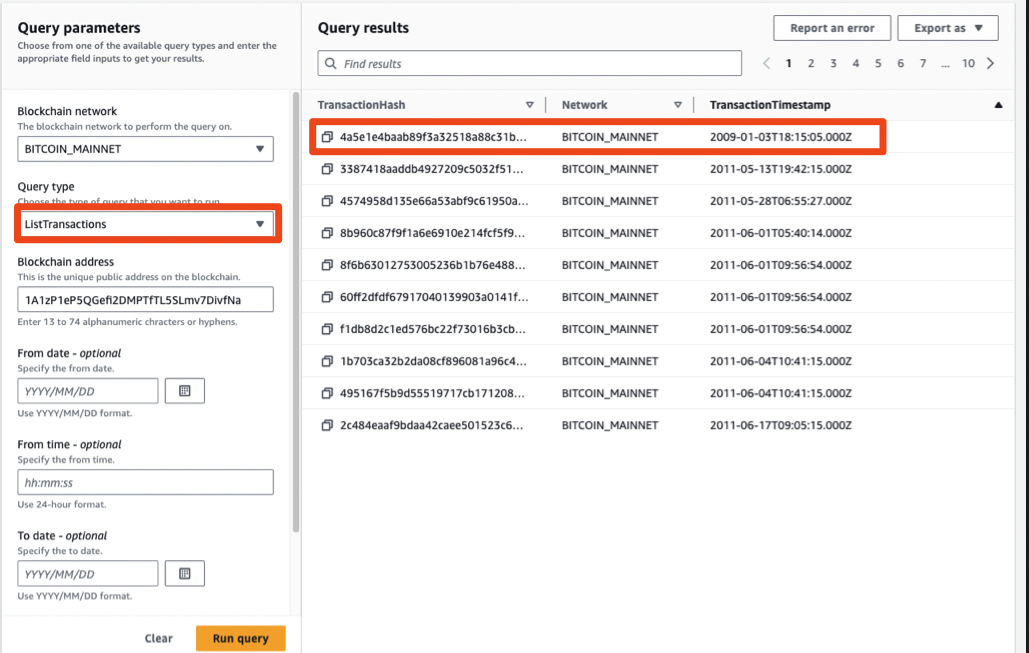 Query parameters
Choose from one of the available query types and enter the
appropriate field inputs to get your results.
Blockchain network
The blockchain network to perform the query on.
BITCOIN_MAINNET
Query type
Choose the type of query that you want to run.
ListTransactions
Blockchain address
This is the unique public address on the blockchain.
1A1zP1eP5QGefi2DMPTfTL5SLmv7DivfNa
Enter 13 to 74 alphanumeric chracters or hyphens.
From date - optional
Specify the from date.
YYYY/MM/DD
Use YYYY/MM/DD format.
From time - optional
Specify the from time.
hh:mm:ss
Use 24-hour format.
To date - optional
Specify the to date.
YYYY/MM/DD
Use YYYY/MM/DD format.
Clear Run query
Query results
Report an error Export as
Find results
1 2 3 4 5 6 7 ... 10
TransactionHash Network TransactionTimestamp
4a5e1e4baab89f3a32518a88c31b... BITCOIN_MAINNET 2009-01-03T18:15:05.000Z
3387418aaddb4927209c5032f51... BITCOIN_MAINNET 2011-05-13T19:42:15.000Z
4574958d135e66a53abf9c61950a... BITCOIN_MAINNET 2011-05-28T06:55:27.000Z
8b960c87f9f1a6e6910e214fcf5f9... BITCOIN_MAINNET 2011-06-01T05:40:14.000Z
8f6b63012753005236b1b76e488... BITCOIN_MAINNET 2011-06-01T09:56:54.000Z
60ff2dfdf67917040139903a0141f... BITCOIN_MAINNET 2011-06-01T09:56:54.000Z
f1db8d2c1ed576bc22f73016b3cb... BITCOIN_MAINNET 2011-06-01T09:56:54.000Z
1b703ca32b2da08cf896081a96c4... BITCOIN_MAINNET 2011-06-04T10:41:15.000Z
495167f5b9d55519717cb171208... BITCOIN_MAINNET 2011-06-04T10:41:15.000Z
2c484eaaf9bdaa42caee501523c6... BITCOIN_MAINNET 2011-06-17T09:05:15.000Z